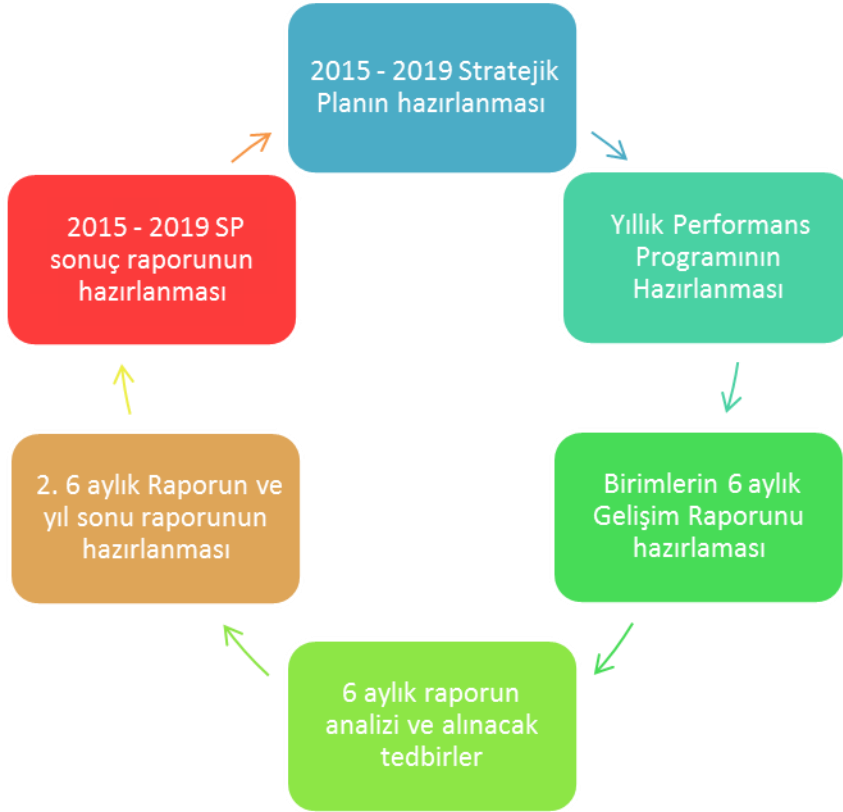 2015 - 2019 Stratejik
Planın hazırlanması
Yıllık Performans
Programının
Hazırlanması
Birimlerin 6 aylık
Gelişim Raporunu
hazırlaması
6 aylık raporun
analizi ve alınacak
tedbirler
2. 6 aylık Raporun ve
yıl sonu raporunun
hazırlanması
2015 - 2019 SP
sonuç raporunun
hazırlanması